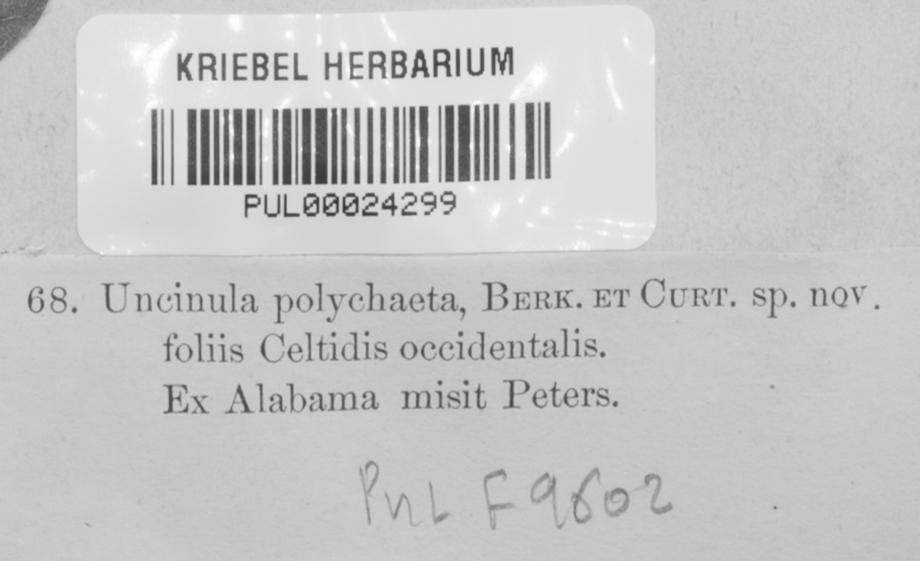 KRIEBEL HERBARIUM
PUL00024299
68. Uncinula polychaeta, BERK. ET CURT. sp. nov.
foliis Celtidis occidentalis.
Ex Alabama misit Peters.
PUL F9602